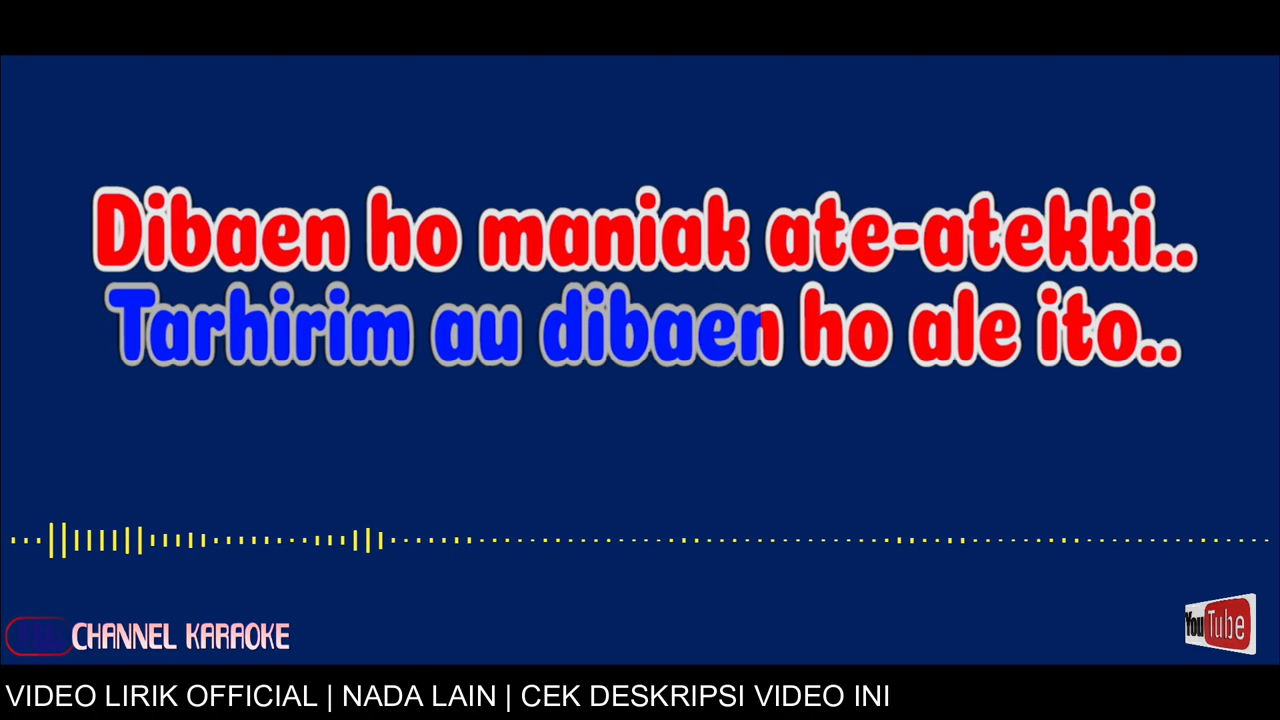 Dibaen ho maniak ate-atekki..
Tarhirim au dibaen ho ale ito..
CHANNEL KARAOKE
YouTube
VIDEO LIRIK OFFICIAL | NADA LAIN | CEK DESKRIPSI VIDEO INI